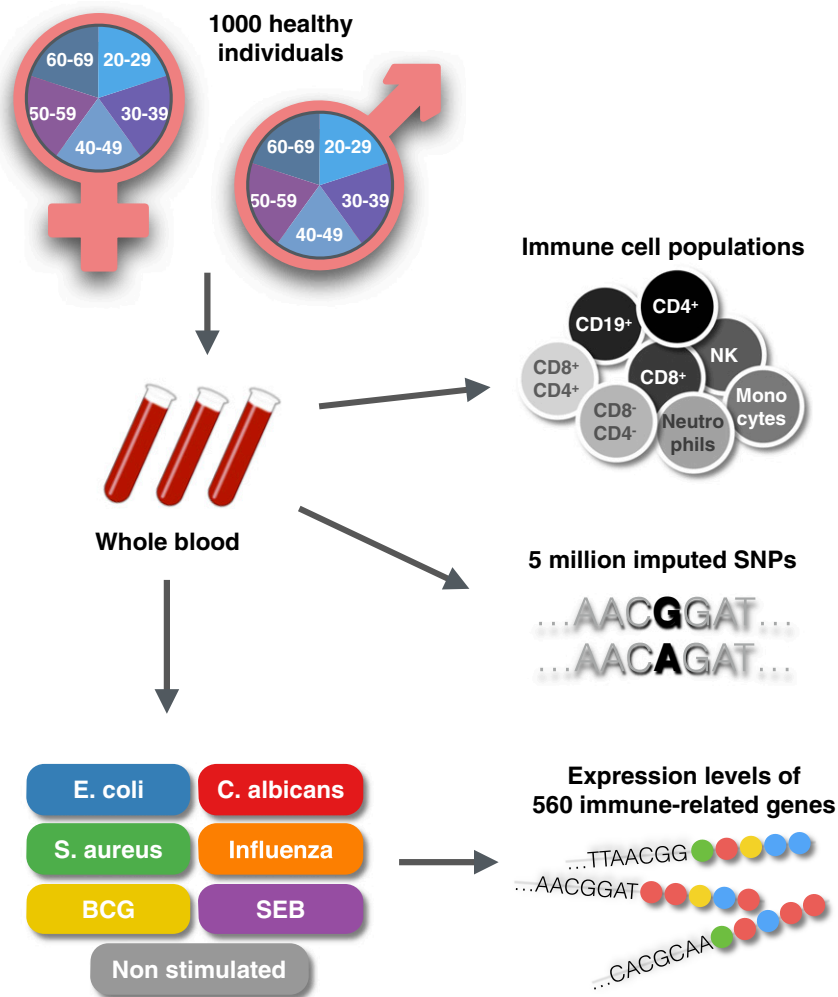 1000 healthy
individuals
60-69 20-29
50-59 30-39
40-49
60-69 20-29
50-59 30-39
40-49
Immune cell populations
CD4⁺
CD19⁺
NK
CD8⁺
CD4⁺
CD8⁺
Mono
cytes
CD8⁻
CD4⁻
Neutro
phils
Whole blood
5 million imputed SNPs
...AACGGAT...
...AACAGAT...
E. coli
C. albicans
S. aureus
Influenza
BCG
SEB
Non stimulated
Expression levels of
560 immune-related genes
...TTAACGG
...AACGGAT
...CACGCAA